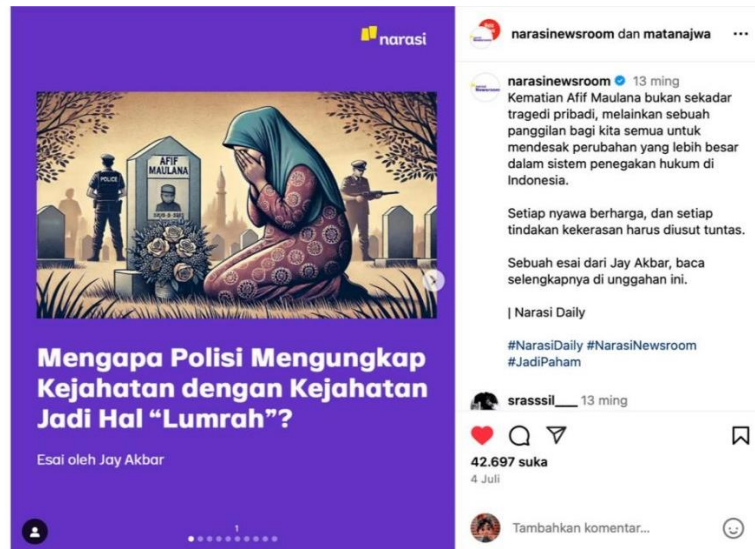 narasi
POLICE
AFIF
MAULANA
Mengapa Polisi Mengungkap
Kejahatan dengan Kejahatan
Jadi Hal “Lumrah”?
Esai oleh Jay Akbar
1
narasinewsroom dan matanajwa
narasinewsroom 13 ming
Kematian Afif Maulana bukan sekadar
tragedi pribadi, melainkan sebuah
panggilan bagi kita semua untuk
mendesak perubahan yang lebih besar
dalam sistem penegakan hukum di
Indonesia.
Setiap nyawa berharga, dan setiap
tindakan kekerasan harus diusut tuntas.
Sebuah esai dari Jay Akbar, baca
selengkapnya di unggahan ini.
| Narasi Daily
#NarasiDaily #NarasiNewsroom
#JadiPaham
srasssil___ 13 ming
42.697 suka
4 Juli
Tambahkan komentar...